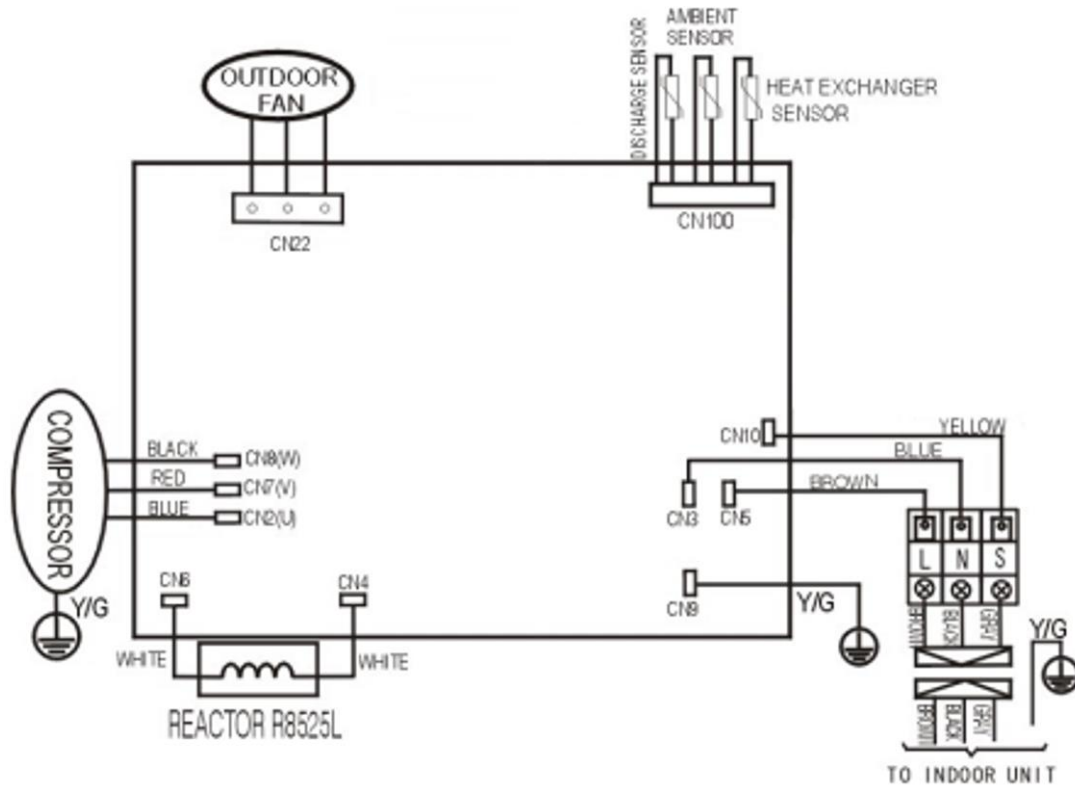 AMBIENT
SENSOR
DISCHARGE SENSOR
HEAT EXCHANGER
SENSOR
OUTDOOR
FAN
CN22
CN100
COMPRESSOR
BLACK
CN8(W)
RED
CN7(V)
BLUE
CN2(U)
Y/G
CN6
CN4
WHITE
WHITE
REACTOR R8525L
CN10
YELLOW
BLUE
BROWN
CN3
CN5
CN9
Y/G
L N S
BROWN
BLACK
GRAY
Y/G
BROWN
BLACK
GRAY
TO INDOOR UNIT